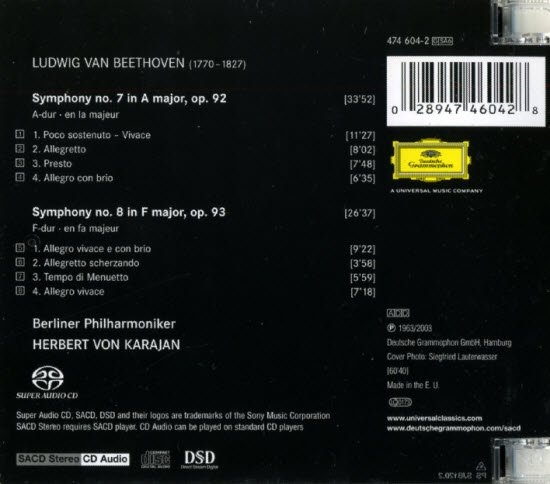 474 604-2 GSA6
LUDWIG VAN BEETHOVEN (1770–1827)
Symphony no. 7 in A major, op. 92 [33'52]
A-dur · en la majeur
1 1. Poco sostenuto – Vivace [11'27]
2 2. Allegretto [8'02]
3 3. Presto [7'48]
4 4. Allegro con brio [6'35]
Symphony no. 8 in F major, op. 93 [26'37]
F-dur · en fa majeur
5 1. Allegro vivace e con brio [9'22]
6 2. Allegretto scherzando [3'58]
7 3. Tempo di Menuetto [5'59]
8 4. Allegro vivace [7'18]
Berliner Philharmoniker
HERBERT VON KARAJAN
SUPER AUDIO CD
Super Audio CD, SACD, DSD and their logos are trademarks of the Sony Music Corporation
SACD Stereo requires SACD player. CD Audio can be played on standard CD players
SACD Stereo CD Audio
COMPACT disc DIGITAL AUDIO
DSD
Direct Stream Digital
0 28947 46042 8
Deutsche
Grammophon
A UNIVERSAL MUSIC COMPANY
ADD
℗ 1963/2003
Deutsche Grammophon GmbH, Hamburg
Cover Photo: Siegfried Lauterwasser
[60'40]
Made in the E. U.
www.universalclassics.com
www.deutschegrammophon.com/sacd